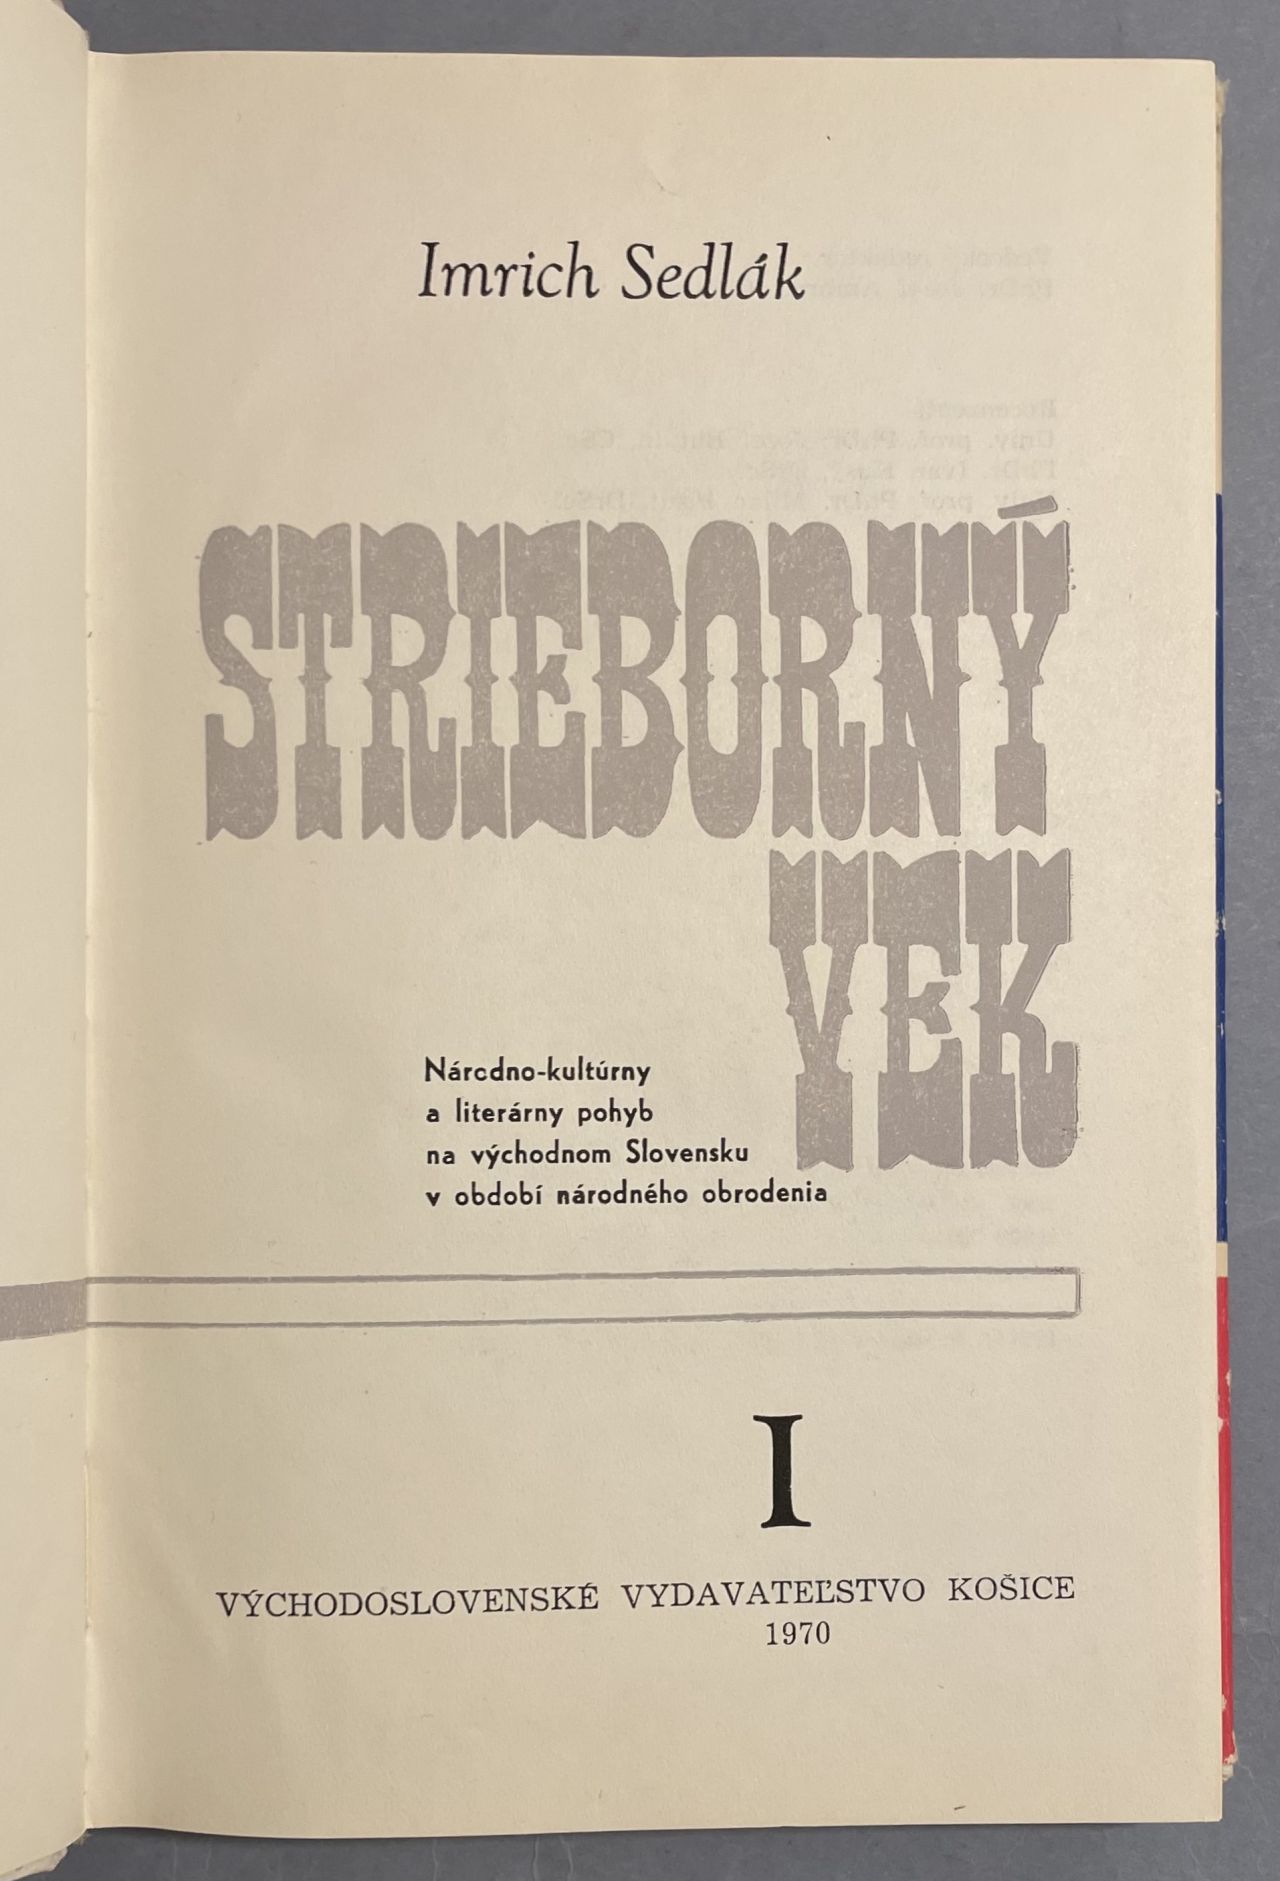 Imrich Sedlák
STRIEBORNÝ
VEK
Národno-kultúrny
a literárny pohyb
na východnom Slovensku
v období národného obrodenia
I
VÝCHODOSLOVENSKÉ VYDAVATEĽSTVO KOŠICE
1970